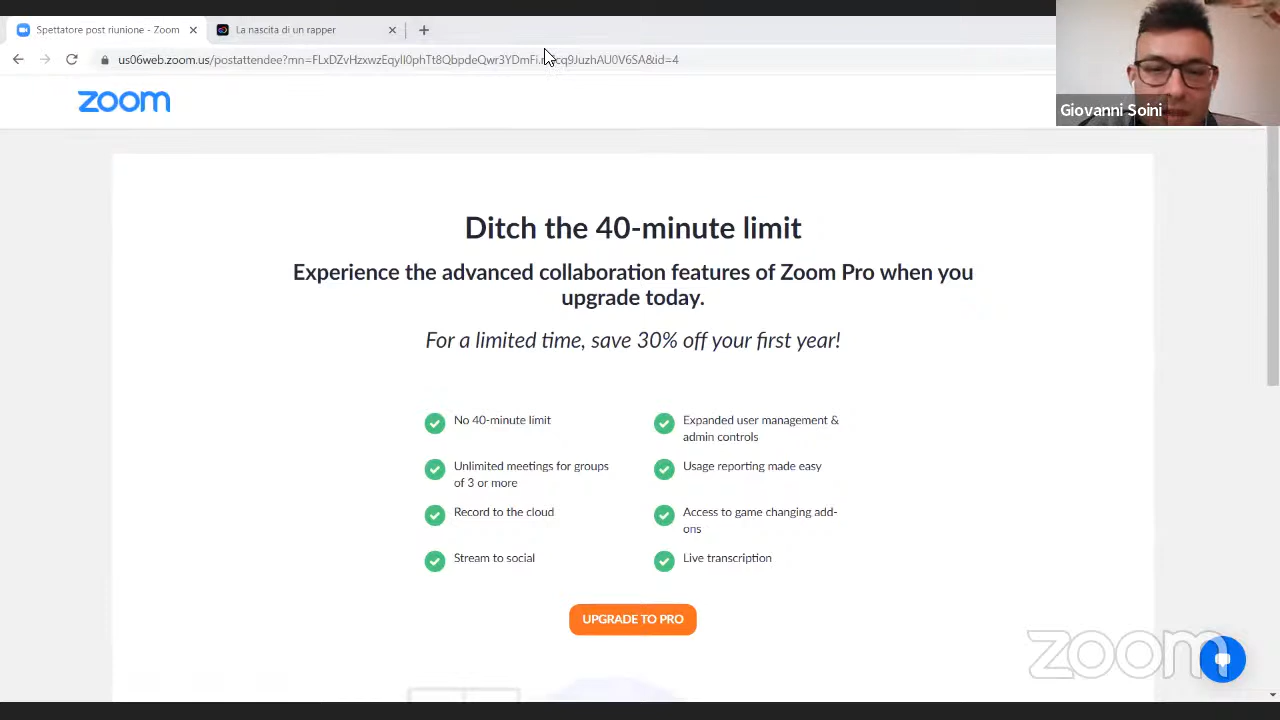 Spettatore post riunione - Zoom
La nascita di un rapper
Giovanni Soini
zoom
Ditch the 40-minute limit
Experience the advanced collaboration features of Zoom Pro when you
upgrade today.
For a limited time, save 30% off your first year!
No 40-minute limit
Expanded user management &
admin controls
Unlimited meetings for groups
of 3 or more
Usage reporting made easy
Record to the cloud
Access to game changing add-
ons
Stream to social
Live transcription
UPGRADE TO PRO
zoom